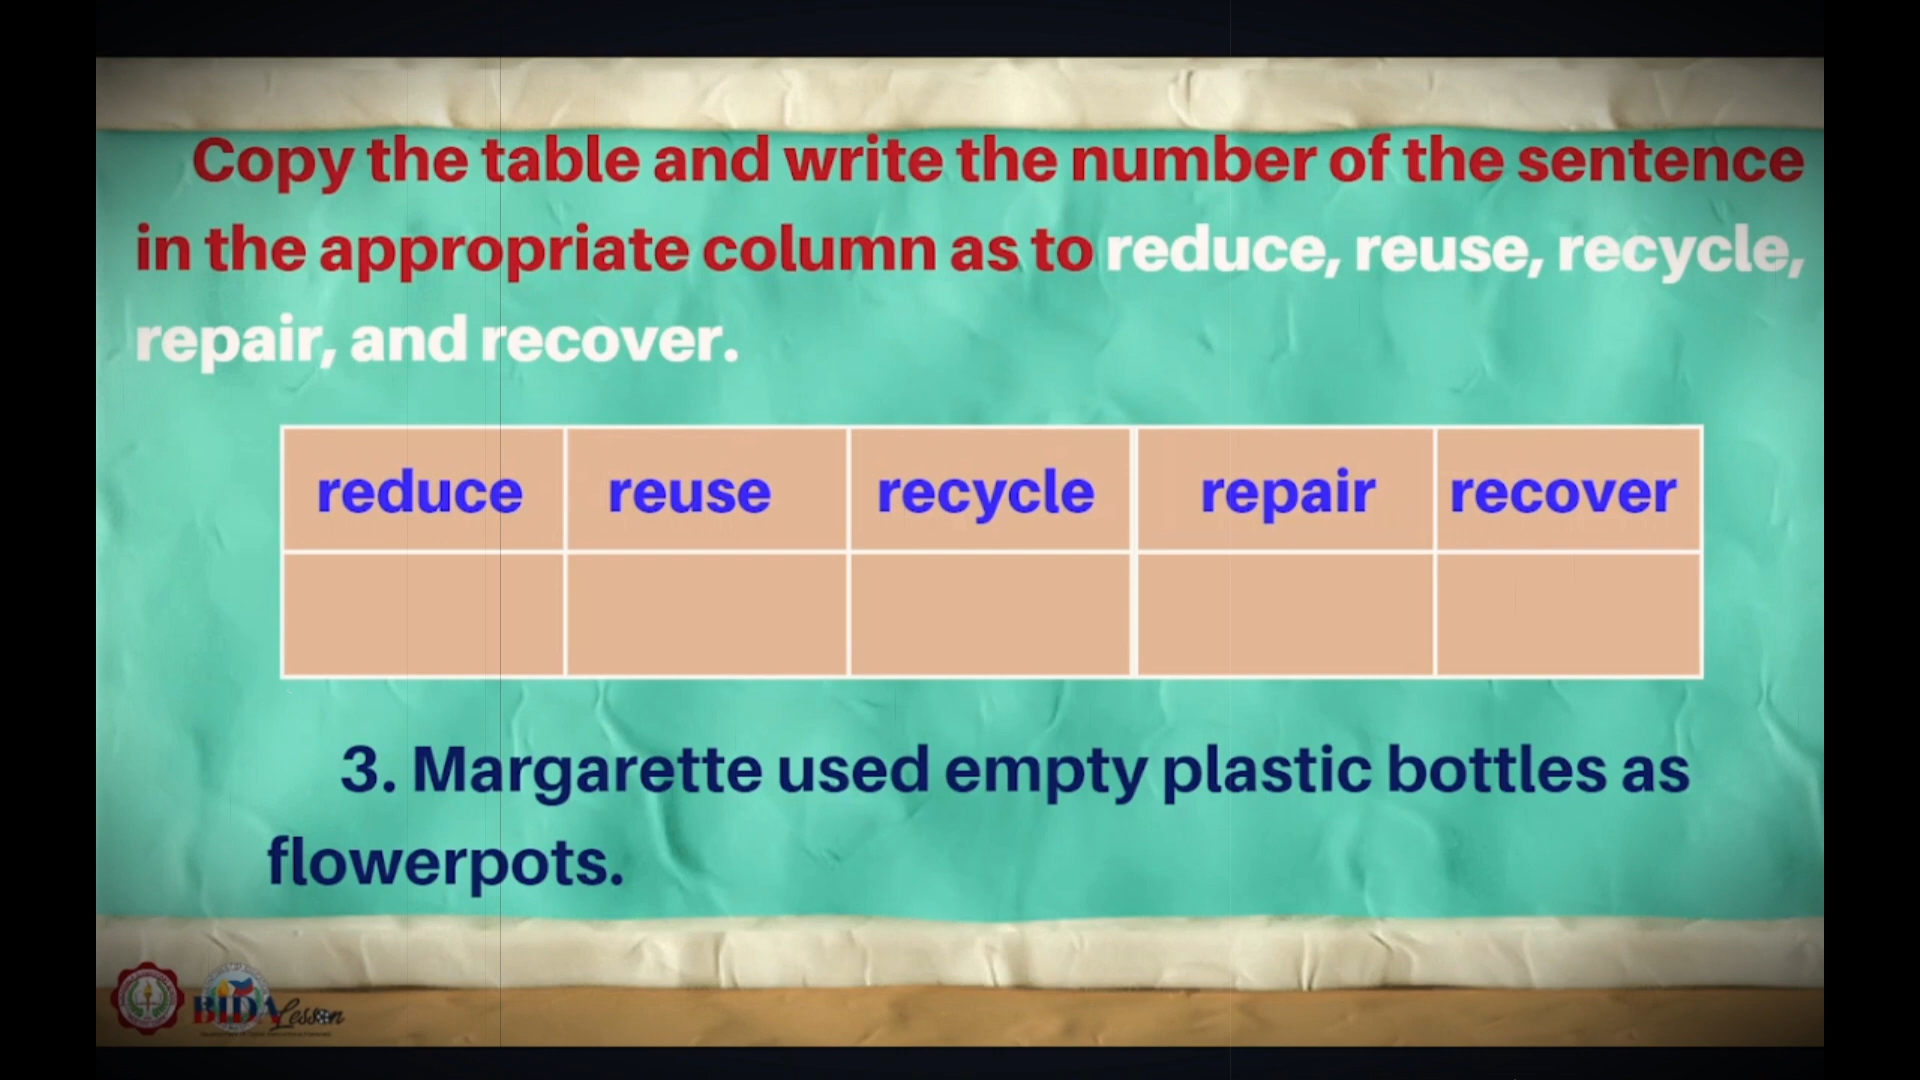 Copy the table and write the number of the sentence
in the appropriate column as to reduce, reuse, recycle,
repair, and recover.
reduce reuse recycle repair recover
3. Margarette used empty plastic bottles as
flowerpots.
BIDA Lesson